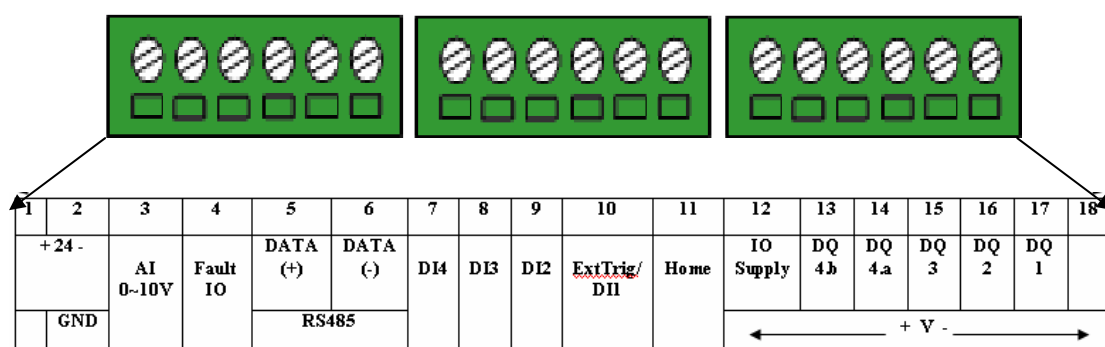 1 2 3 4 5 6 7 8 9 10 11 12 13 14 15 16 17 18
+ 24 - AI 0~10V Fault IO DATA (+) DATA (-) DI4 DI3 DI2 ExtTrig/ DI1 Home IO Supply DQ 4.b DQ 4.a DQ 3 DQ 2 DQ 1
GND RS485 + V -